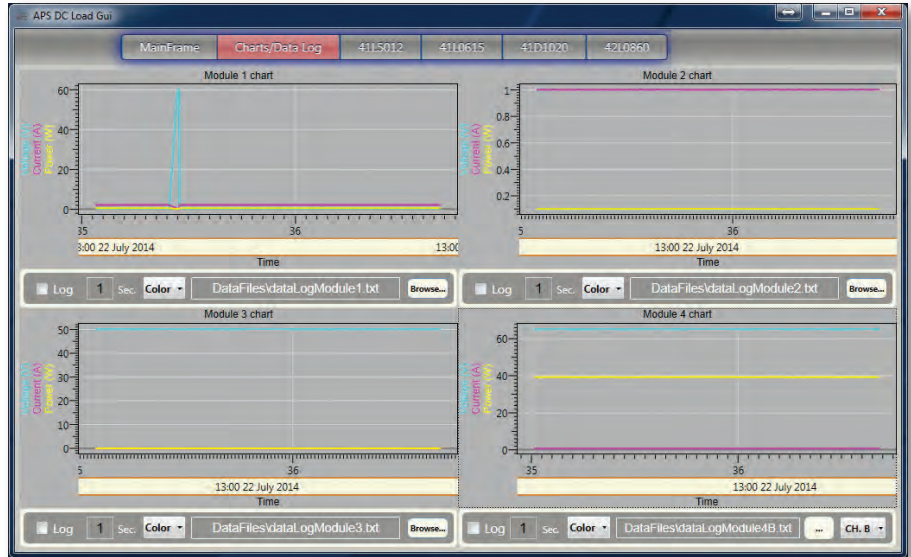 APS DC Load Gui
MainFrame Charts/Data Log 41L5012 41L0615 41D1020 42L0860
Module 1 chart
Current (A)
Power (W)
60
40
20
0
35 36
3:00 22 July 2014 13:00
Time
Log 1 Sec. Color DataFiles\dataLogModule1.txt Browse...
Module 2 chart
Current (A)
Power (W)
1
0.8
0.6
0.4
0.2
5 36
13:00 22 July 2014
Time
Log 1 Sec. Color DataFiles\dataLogModule2.txt Browse...
Module 3 chart
Current (A)
Power (W)
50
40
30
20
10
0
5 36
13:00 22 July 2014
Time
Log 1 Sec. Color DataFiles\dataLogModule3.txt Browse...
Module 4 chart
Current (A)
Power (W)
60
40
20
0
35 36
13:00 22 July 2014
Time
Log 1 Sec. Color DataFiles\dataLogModule4B.txt ... CH. B